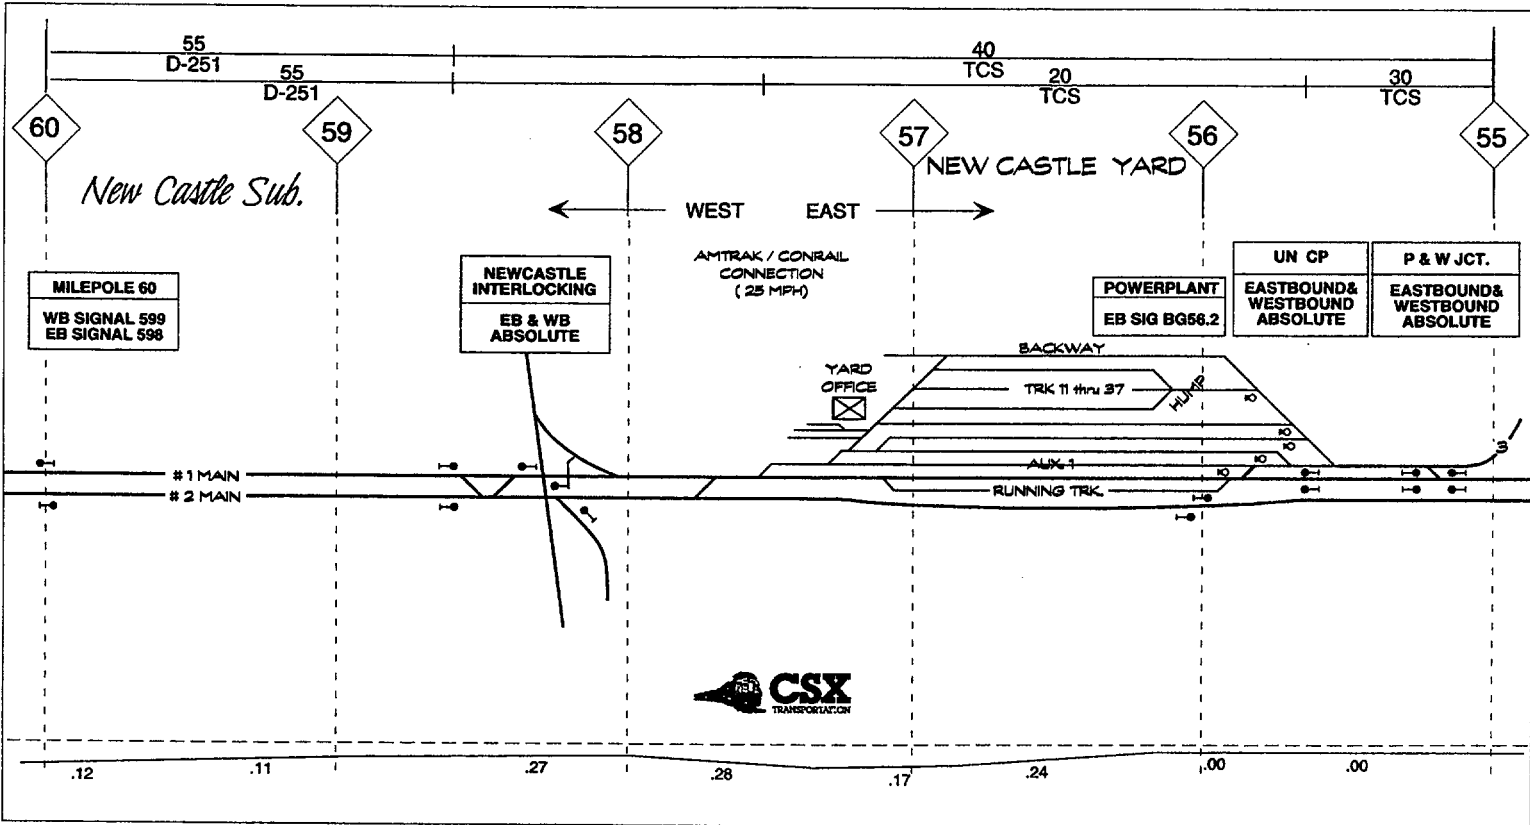 55
D-251
40
TCS
55
D-251
20
TCS
30
TCS
60
59
58
57
56
55
New Castle Sub.
NEW CASTLE YARD
WEST
EAST
AMTRAK / CONRAIL
CONNECTION
( 25 MPH)
MILEPOLE 60
WB SIGNAL 599
EB SIGNAL 598
NEWCASTLE
INTERLOCKING
EB & WB
ABSOLUTE
POWERPLANT
EB SIG BG56.2
UN CP
EASTBOUND&
WESTBOUND
ABSOLUTE
P & W JCT.
EASTBOUND&
WESTBOUND
ABSOLUTE
BACKWAY
YARD
OFFICE
TRK 11 thru 37
HUMP
AUX. 1
RUNNING TRK.
# 1 MAIN
# 2 MAIN
3
CSX
TRANSPORTATION
.12
.11
.27
.28
.17
.24
.00
.00